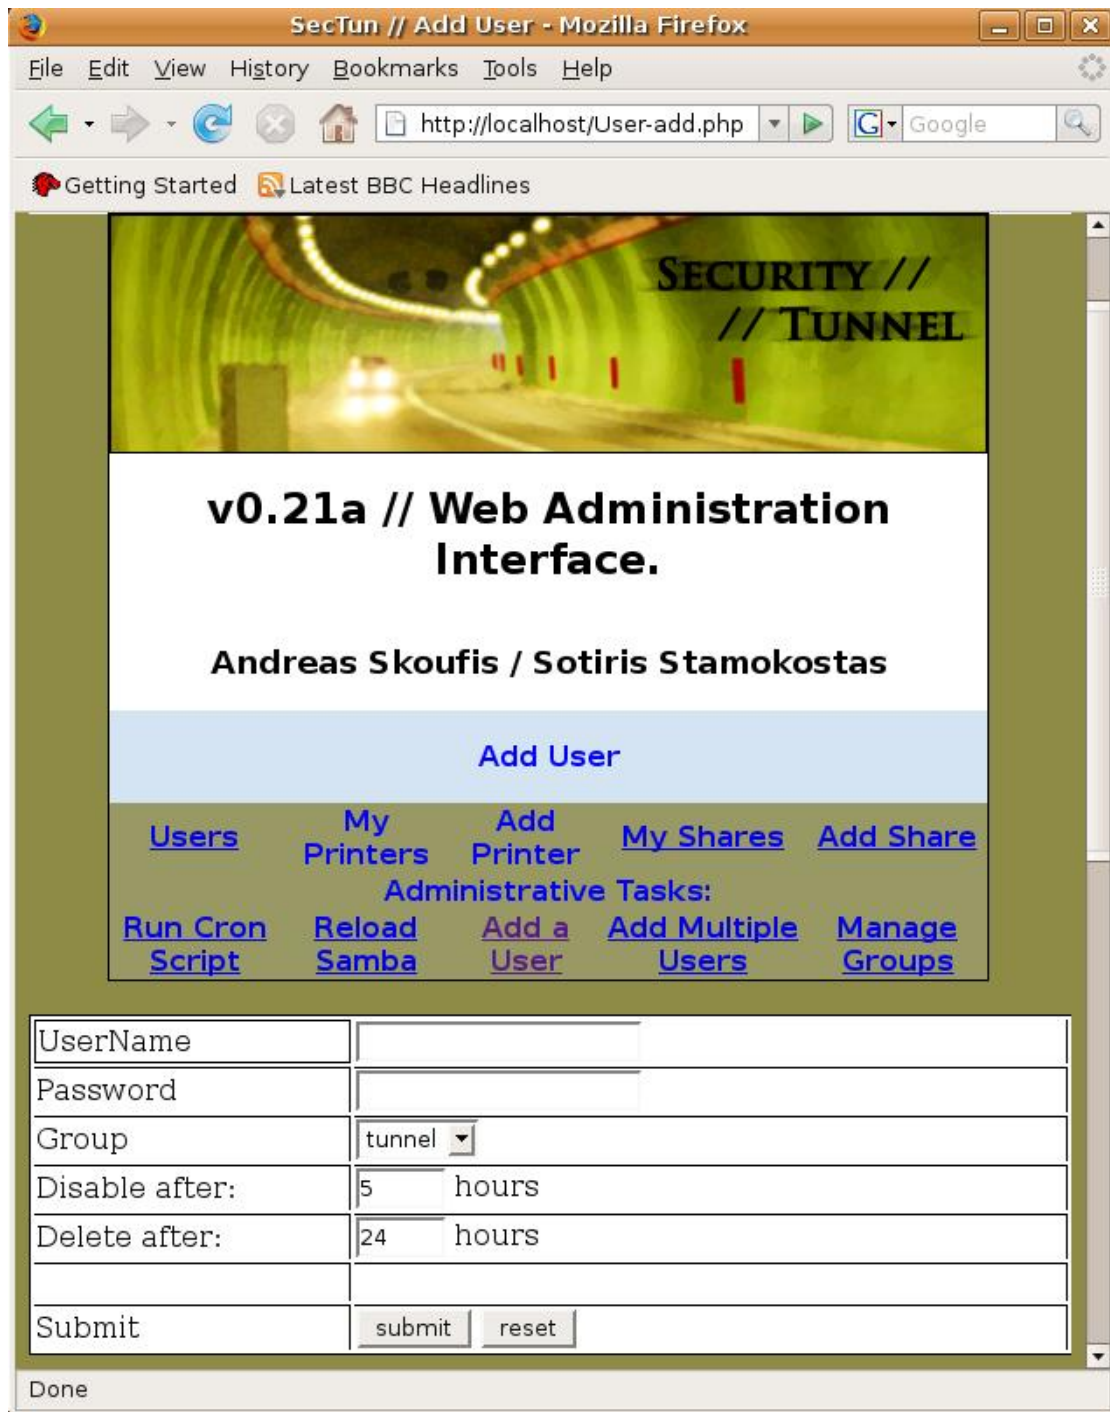 SecTun // Add User - Mozilla Firefox
File Edit View History Bookmarks Tools Help
http://localhost/User-add.php G Google
Getting Started Latest BBC Headlines
SECURITY //
// TUNNEL
v0.21a // Web Administration
Interface.
Andreas Skoufis / Sotiris Stamokostas
Add User
Users My Printers Add Printer My Shares Add Share
Administrative Tasks:
Run Cron Script Reload Samba Add a User Add Multiple Users Manage Groups
UserName
Password
Group tunnel
Disable after: 5 hours
Delete after: 24 hours
Submit submit reset
Done